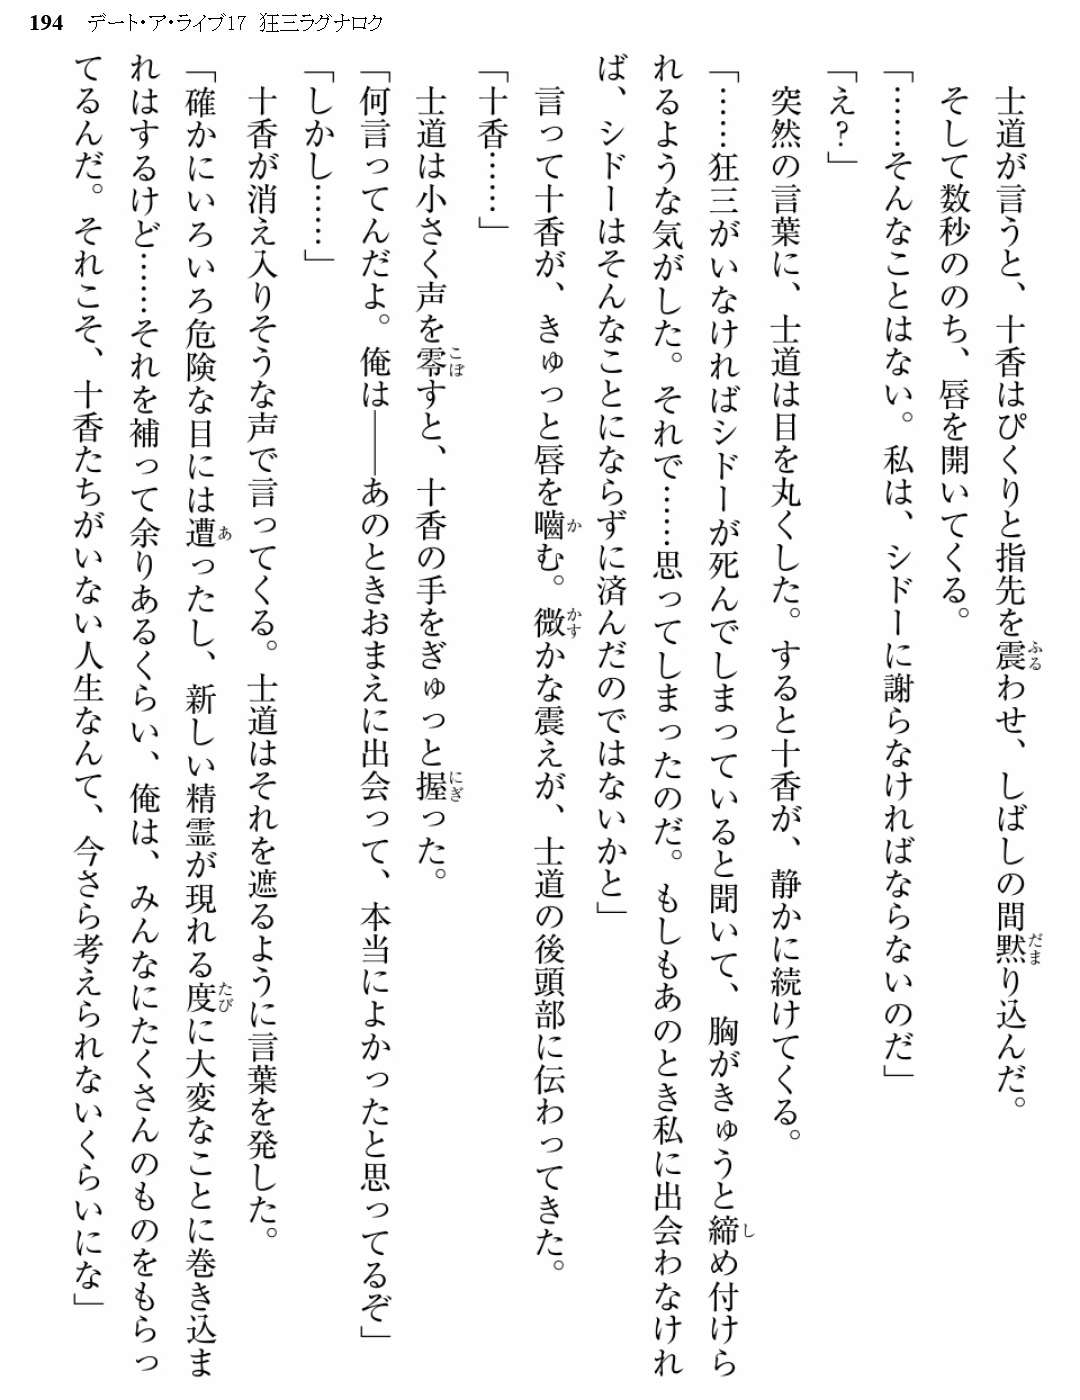 194 デート・ア・ライブ17 狂三ラグナロク
士道が言うと、十香はぴくりと指先を震わせ、しばしの間黙り込んだ。
そして数秒ののち、唇を開いてくる。
「……そんなことはない。私は、シドーに謝らなければならないのだ」
「え?」
突然の言葉に、士道は目を丸くした。すると十香が、静かに続けてくる。
「……狂三がいなければシドーが死んでしまっていると聞いて、胸がきゅうと締め付けら
れるような気がした。それで……思ってしまったのだ。もしもあのとき私に出会わなけれ
ば、シドーはそんなことにならずに済んだのではないかと」
言って十香が、きゅっと唇を噛む。微かな震えが、士道の後頭部に伝わってきた。
「十香……」
士道は小さく声を零すと、十香の手をぎゅっと握った。
「何言ってんだよ。俺は――あのときおまえに出会って、本当によかったと思ってるぞ」
「しかし……」
十香が消え入りそうな声で言ってくる。士道はそれを遮るように言葉を発した。
「確かにいろいろ危険な目には遭ったし、新しい精霊が現れる度に大変なことに巻き込ま
れはするけど……それを補って余りあるくらい、俺は、みんなにたくさんのものをもらっ
てるんだ。それこそ、十香たちがいない人生なんて、今さら考えられないくらいにな」